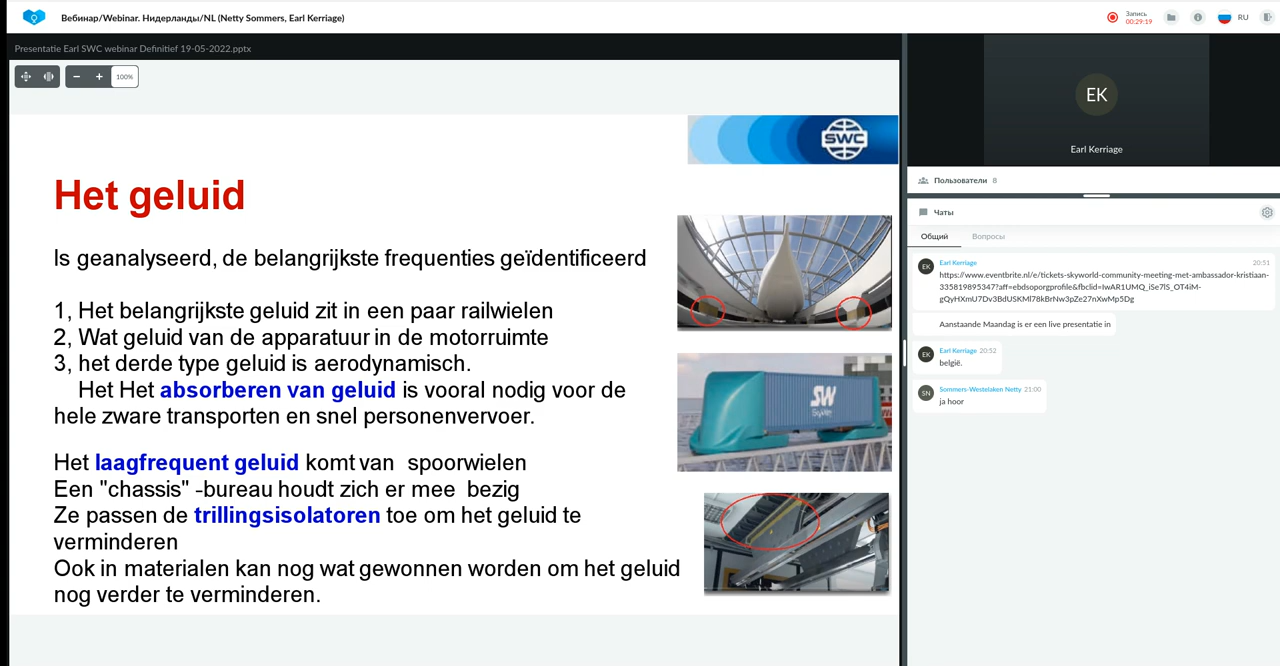 Вебинар/Webinar. Нидерланды/NL (Netty Sommers, Earl Kerriage)
Запись
00:29:19
RU
Presentatie Earl SWC webinar Definitief 19-05-2022.pptx
100%
SWC
Het geluid
Is geanalyseerd, de belangrijkste frequenties geïdentificeerd
1, Het belangrijkste geluid zit in een paar railwielen
2, Wat geluid van de apparatuur in de motorruimte
3, het derde type geluid is aerodynamisch.
Het Het absorberen van geluid is vooral nodig voor de
hele zware transporten en snel personenvervoer.
Het laagfrequent geluid komt van spoorwielen
Een "chassis" -bureau houdt zich er mee bezig
Ze passen de trillingsisolatoren toe om het geluid te
verminderen
Ook in materialen kan nog wat gewonnen worden om het geluid
nog verder te verminderen.
SW
SkyWay
EK
Earl Kerriage
Пользователи 8
Чаты
Общий Вопросы
EK Earl Kerriage 20:51
https://www.eventbrite.nl/e/tickets-skyworld-community-meeting-met-ambassador-kristiaan-
335819895347?aff=ebdsoporgprofile&fbclid=IwAR1UMQ_iSe7lS_OT4iM-
gQyHXmU7Dv3BdUSKMl78kBrNw3pZe27nXwMp5Dg
Aanstaande Maandag is er een live presentatie in
EK Earl Kerriage 20:52
belgië.
SN Sommers-Westelaken Netty 21:00
ja hoor